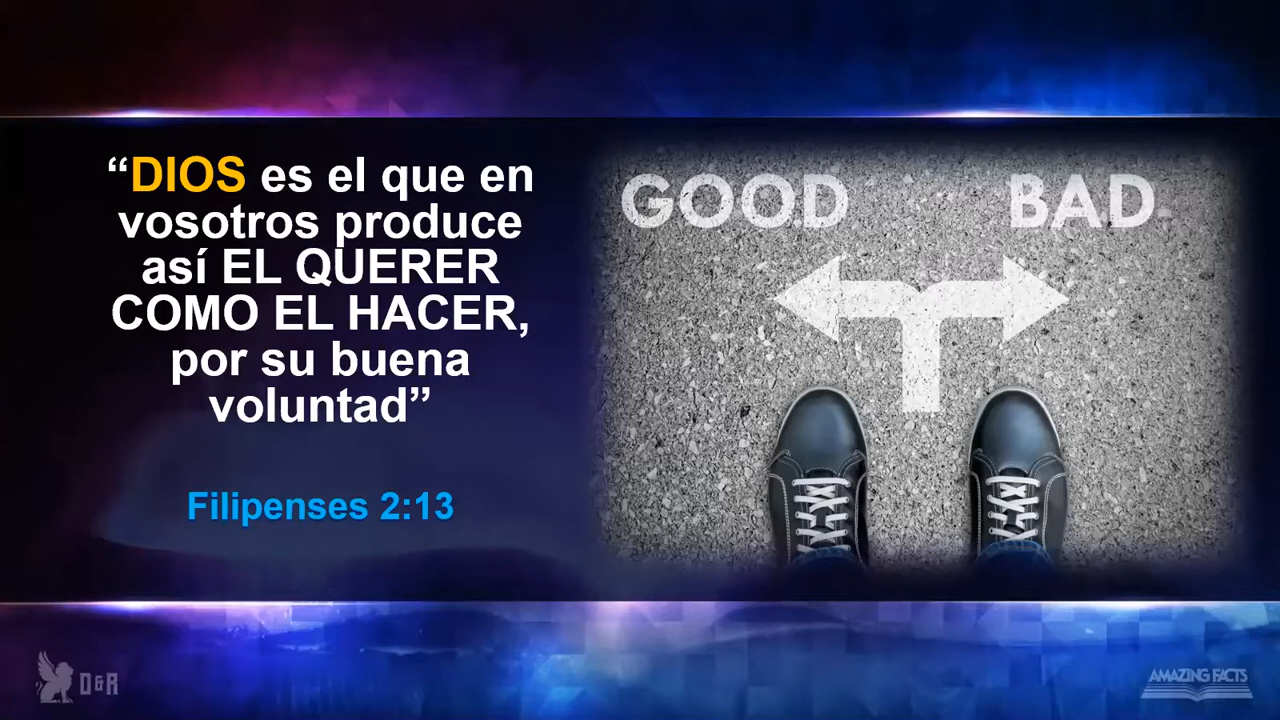 “DIOS es el que en
vosotros produce
así EL QUERER
COMO EL HACER,
por su buena
voluntad”
Filipenses 2:13
GOOD BAD
D&R
AMAZING FACTS